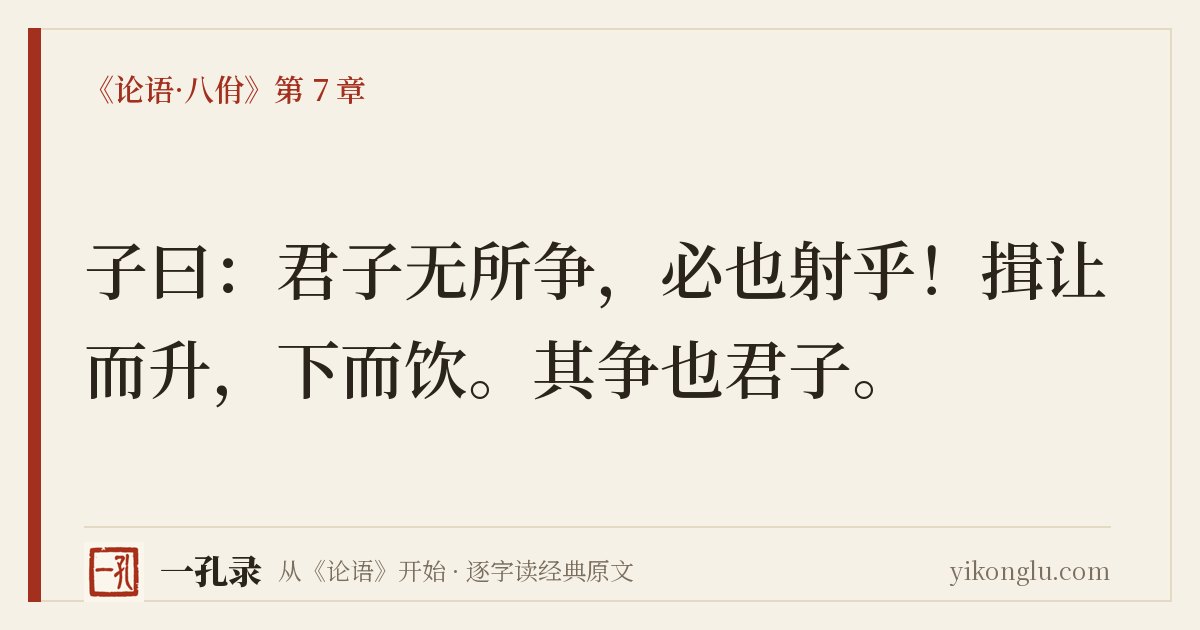 《论语·八佾》第 7 章
子曰：君子无所争，必也射乎！揖让
而升，下而饮。其争也君子。
一孔
一孔录 从《论语》开始 · 逐字读经典原文 yikonglu.com